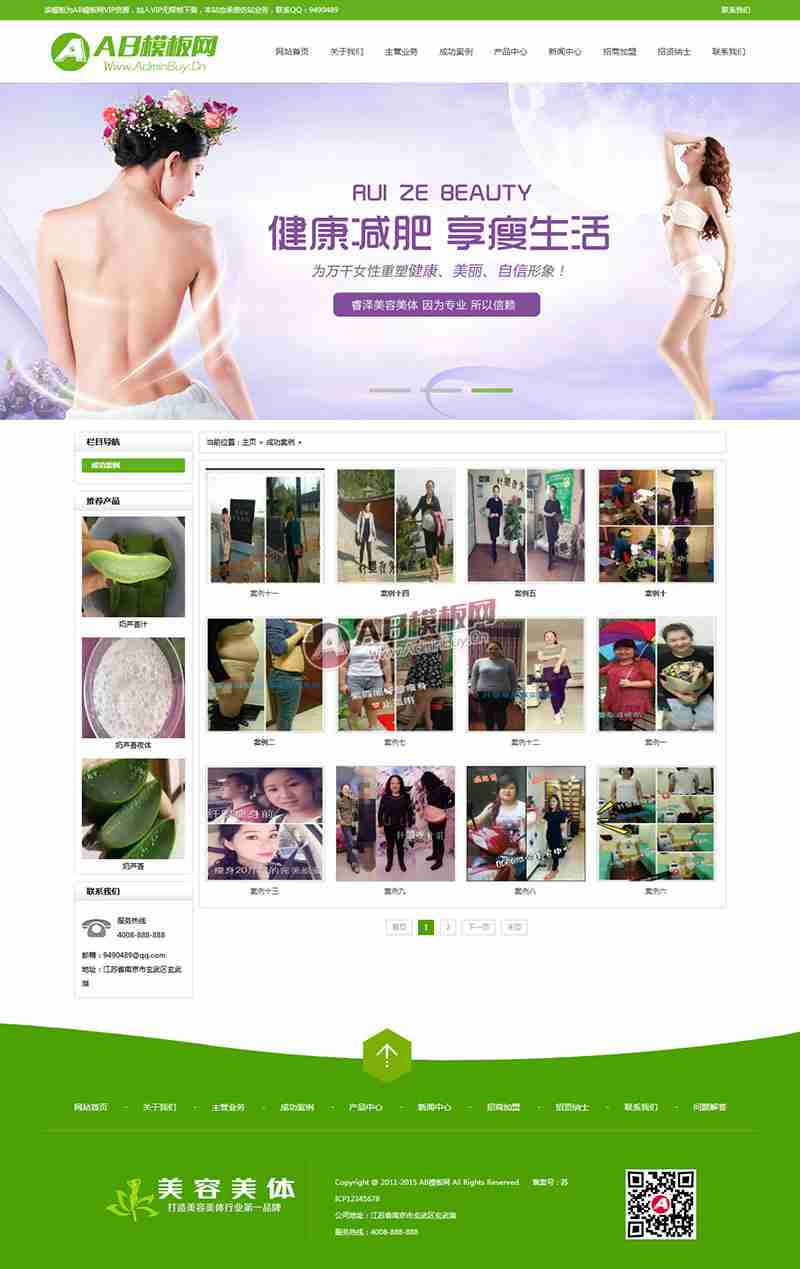 该模板为AB模板网VIP资源，加入VIP无限制下载，本站也承接仿站业务，联系QQ：9490489
联系我们
AB模板网
Www.AdminBuy.Cn
网站首页 关于我们 主营业务 成功案例 产品中心 新闻中心 招商加盟 招贤纳士 联系我们
RUI ZE BEAUTY
健康减肥 享瘦生活
为万千女性重塑健康、美丽、自信形象！
睿泽美容美体 因为专业 所以信赖
栏目导航
成功案例
推荐产品
奶芦荟汁
奶芦荟液体
奶芦荟
联系我们
服务热线
4008-888-888
邮箱：9490489@qq.com
地址：江苏省南京市玄武区玄武
湖
当前位置：主页 > 成功案例 >
案例十一 案例十四 案例五 案例十
AB模板网
Www.AdminBuy.Cn
案例二 案例七 案例十二 案例一
案例十三 案例九 案例八 案例六
首页 1 2 下一页 末页
网站首页 - 关于我们 - 主营业务 - 成功案例 - 产品中心 - 新闻中心 - 招商加盟 - 招贤纳士 - 联系我们 - 问题解答
美容美体
打造美容美体行业第一品牌
Copyright @ 2011-2015 AB模板网 All Rights Reserved 备案号：苏
ICP12345678
公司地址：江苏省南京市玄武区玄武湖
服务热线：4008-888-888